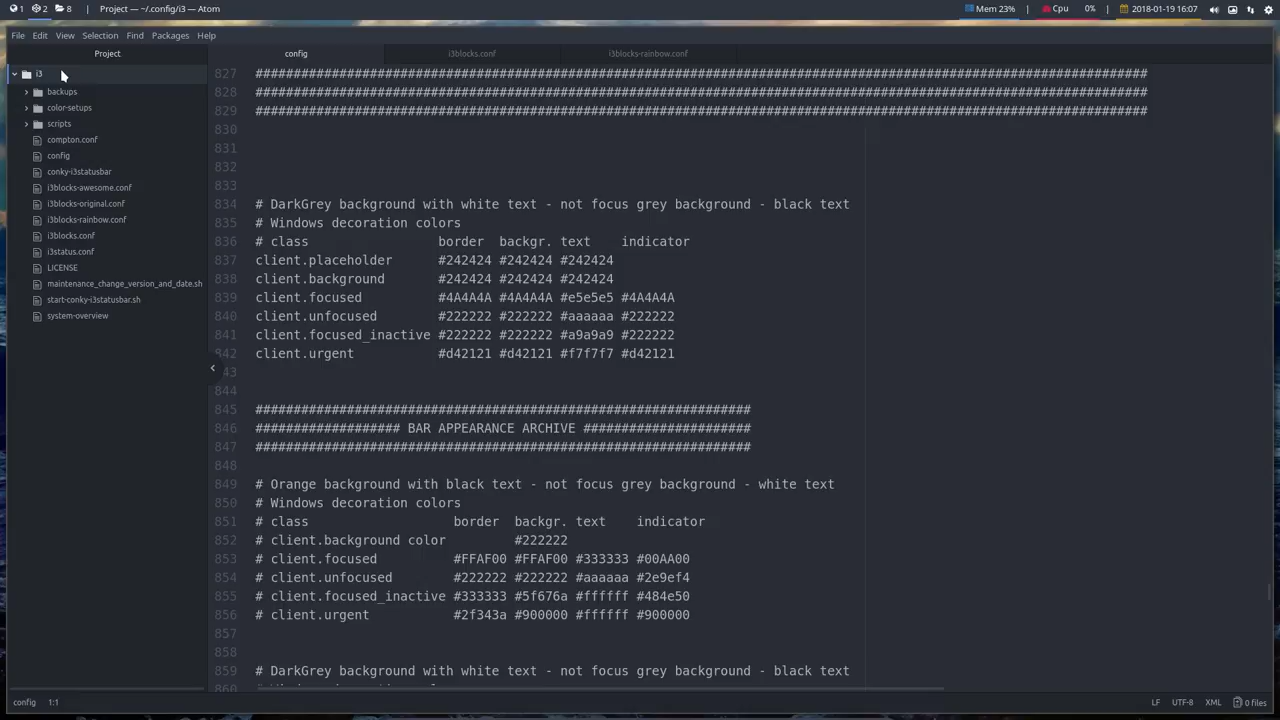 1 2 8 Project — ~/.config/i3 — Atom Mem 23% Cpu 0% 2018-01-19 16:07
File Edit View Selection Find Packages Help
Project
i3
backups
color-setups
scripts
compton.conf
config
conky-i3statusbar
i3blocks-awesome.conf
i3blocks-original.conf
i3blocks-rainbow.conf
i3blocks.conf
i3status.conf
LICENSE
maintenance_change_version_and_date.sh
start-conky-i3statusbar.sh
system-overview
config i3blocks.conf i3blocks-rainbow.conf
827 #####################################################################################################################
828 #####################################################################################################################
829 #####################################################################################################################
830
831
832
833
834 # DarkGrey background with white text - not focus grey background - black text
835 # Windows decoration colors
836 # class border backgr. text indicator
837 client.placeholder #242424 #242424 #242424
838 client.background #242424 #242424 #242424
839 client.focused #4A4A4A #4A4A4A #e5e5e5 #4A4A4A
840 client.unfocused #222222 #222222 #aaaaaa #222222
841 client.focused_inactive #222222 #222222 #a9a9a9 #222222
842 client.urgent #d42121 #d42121 #f7f7f7 #d42121
43
844
845 #################################################################
846 ################### BAR APPEARANCE ARCHIVE ######################
847 #################################################################
848
849 # Orange background with black text - not focus grey background - white text
850 # Windows decoration colors
851 # class border backgr. text indicator
852 # client.background color #222222
853 # client.focused #FFAF00 #FFAF00 #333333 #00AA00
854 # client.unfocused #222222 #222222 #aaaaaa #2e9ef4
855 # client.focused_inactive #333333 #5f676a #ffffff #484e50
856 # client.urgent #2f343a #900000 #ffffff #900000
857
858
859 # DarkGrey background with white text - not focus grey background - black text
860
config 1:1 LF UTF-8 XML 0 files